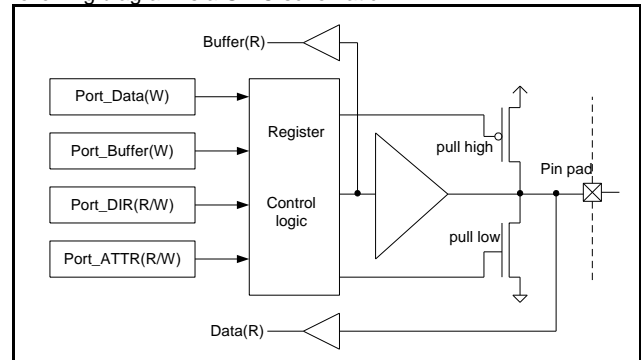 Buffer(R)
Port_Data(W)
Port_Buffer(W)
Port_DIR(R/W)
Port_ATTR(R/W)
Register
Control
logic
pull high
Pin pad
pull low
Data(R)